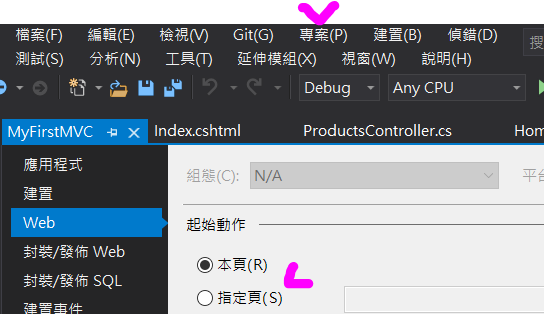 檔案(F) 編輯(E) 檢視(V) Git(G) 專案(P) 建置(B) 偵錯(D) 搜
測試(S) 分析(N) 工具(T) 延伸模組(X) 視窗(W) 說明(H)
Debug Any CPU
MyFirstMVC Index.cshtml ProductsController.cs Hom
應用程式
組態(C): N/A 平台
建置
Web
起始動作
封裝/發佈 Web
本頁(R)
封裝/發佈 SQL
指定頁(S)
建置事件